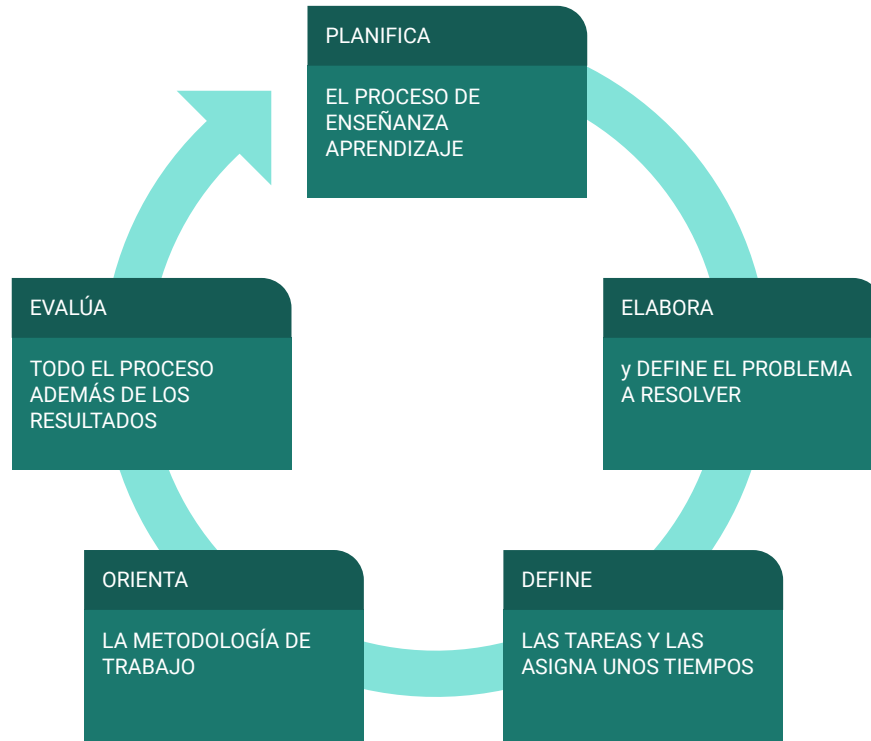 PLANIFICA
EL PROCESO DE
ENSEÑANZA
APRENDIZAJE
ELABORA
y DEFINE EL PROBLEMA
A RESOLVER
DEFINE
LAS TAREAS Y LAS
ASIGNA UNOS TIEMPOS
ORIENTA
LA METODOLOGÍA DE
TRABAJO
EVALÚA
TODO EL PROCESO
ADEMÁS DE LOS
RESULTADOS